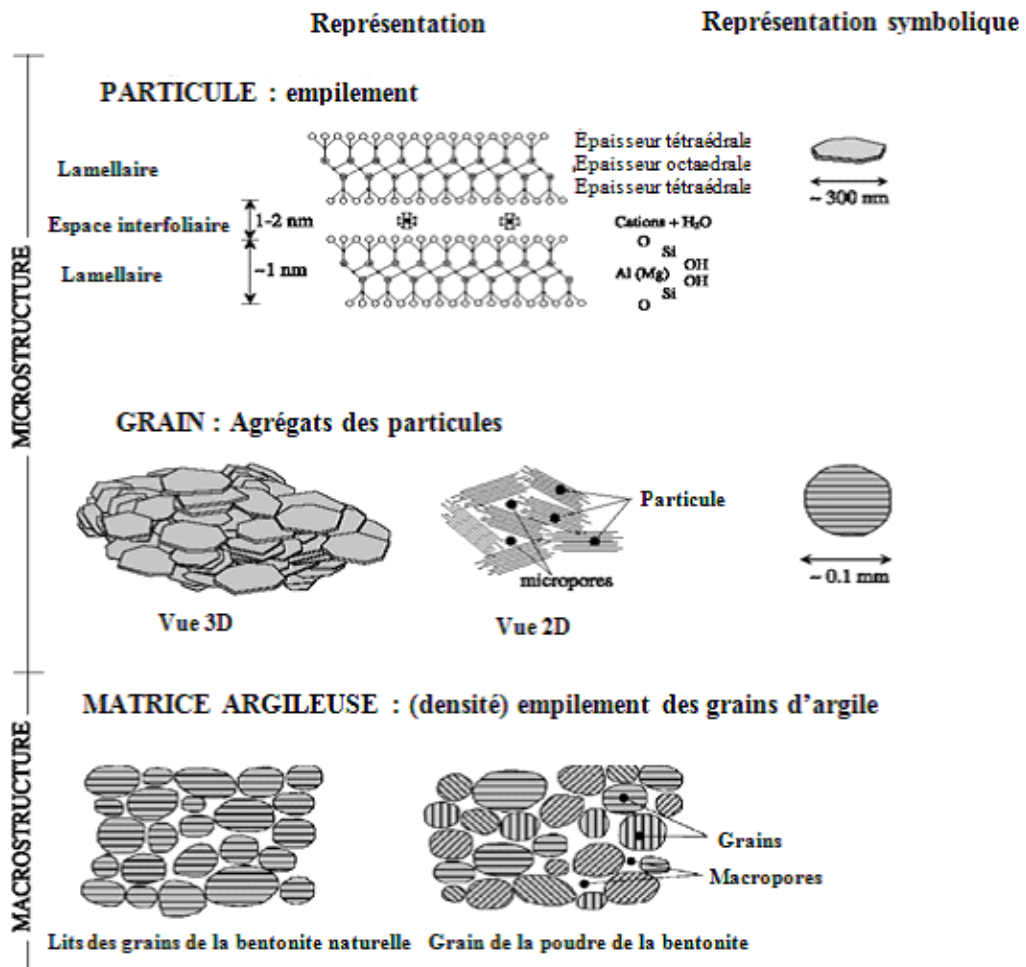 Représentation
Représentation symbolique
MICROSTRUCTURE
PARTICULE : empilement
Lamellaire
Espace interfoliaire
Lamellaire
1-2 nm
~1 nm
Épaisseur tétraédrale
Epaisseur octaedrale
Epaisseur tétraédrale
Cations + H₂O
O
Si
OH
Al (Mg)
OH
Si
O
~ 300 nm
GRAIN : Agrégats des particules
Particule
micropores
Vue 3D
Vue 2D
~ 0.1 mm
MACROSTRUCTURE
MATRICE ARGILEUSE : (densité) empilement des grains d’argile
Grains
Macropores
Lits des grains de la bentonite naturelle
Grain de la poudre de la bentonite